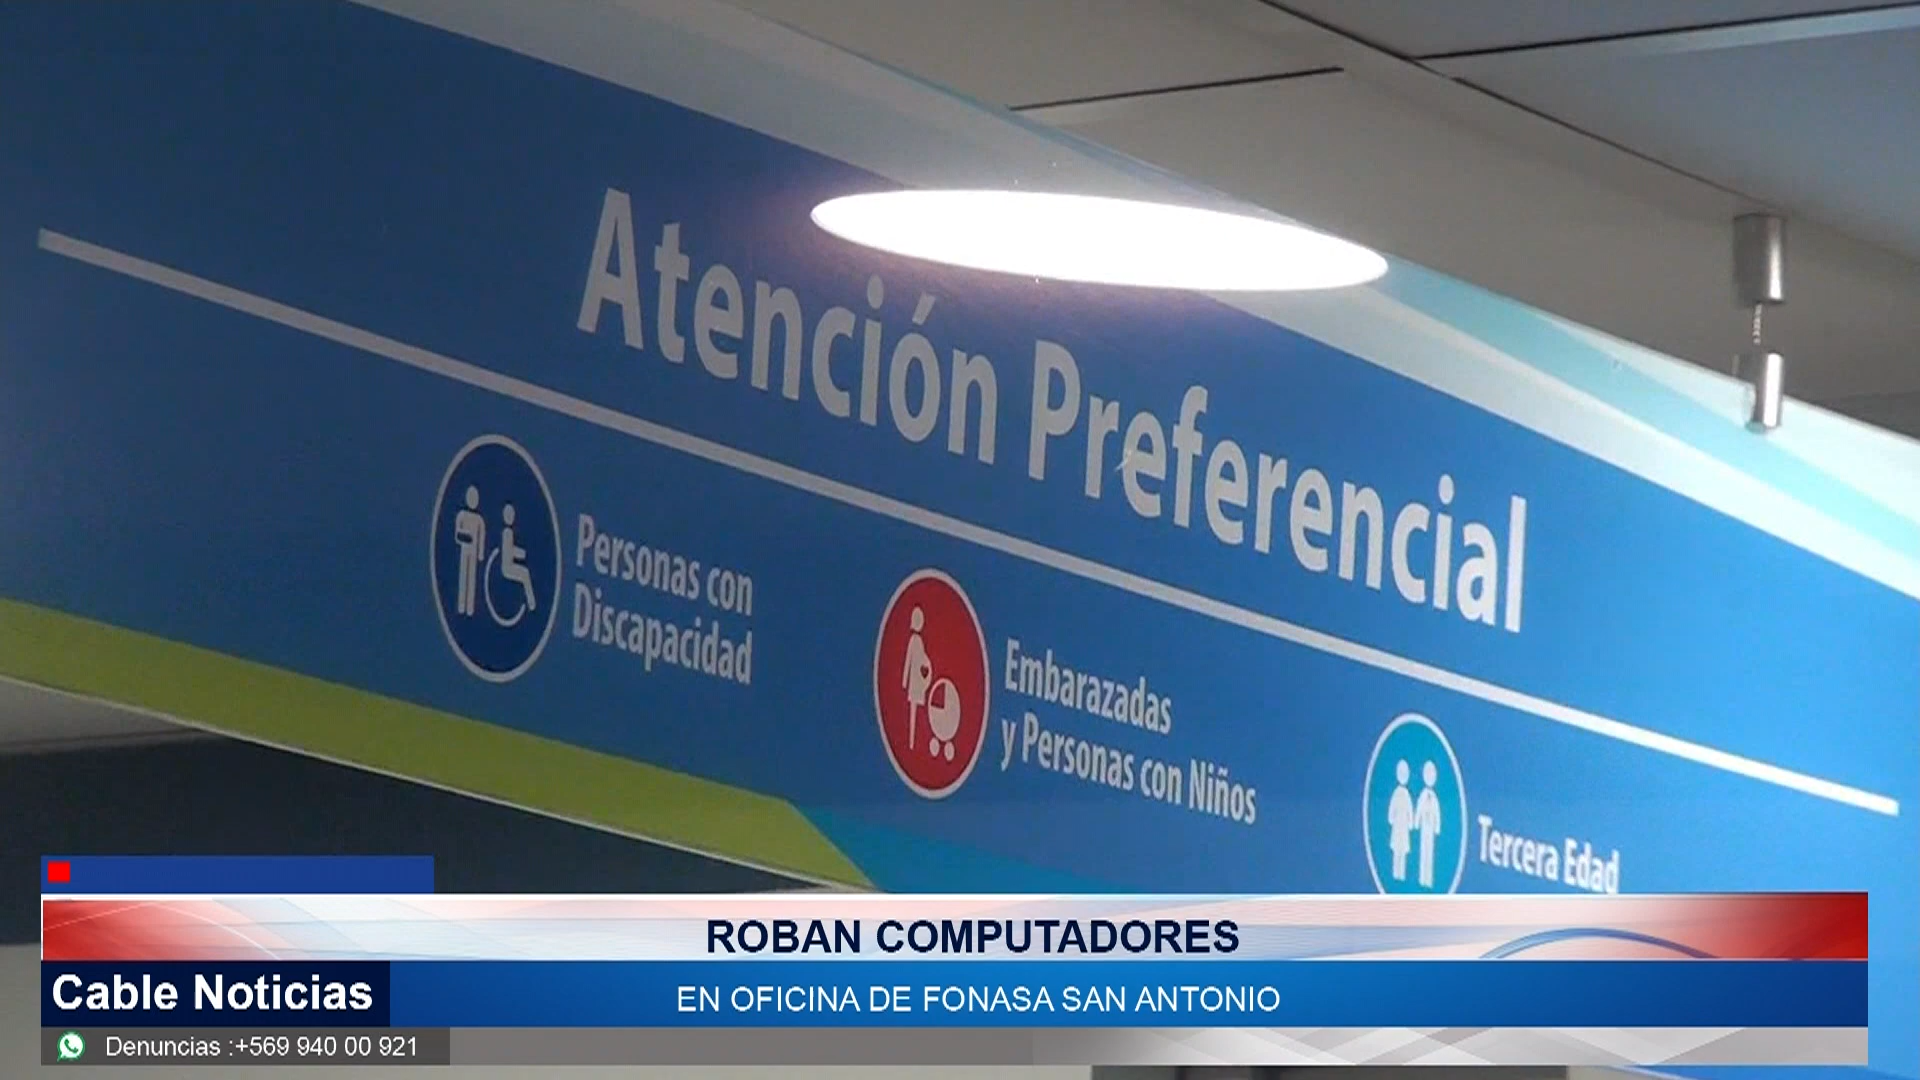 Atención Preferencial
Personas con
Discapacidad
Embarazadas
y Personas con Niños
Tercera Edad
ROBAN COMPUTADORES
Cable Noticias
EN OFICINA DE FONASA SAN ANTONIO
Denuncias :+569 940 00 921